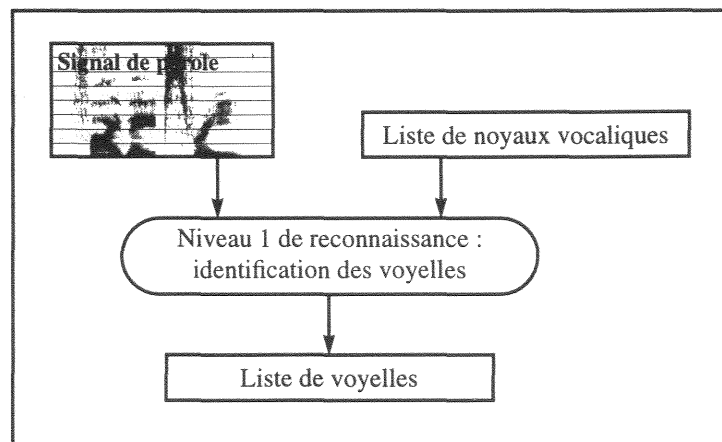 Signal de parole
Liste de noyaux vocaliques
Niveau 1 de reconnaissance :
identification des voyelles
Liste de voyelles